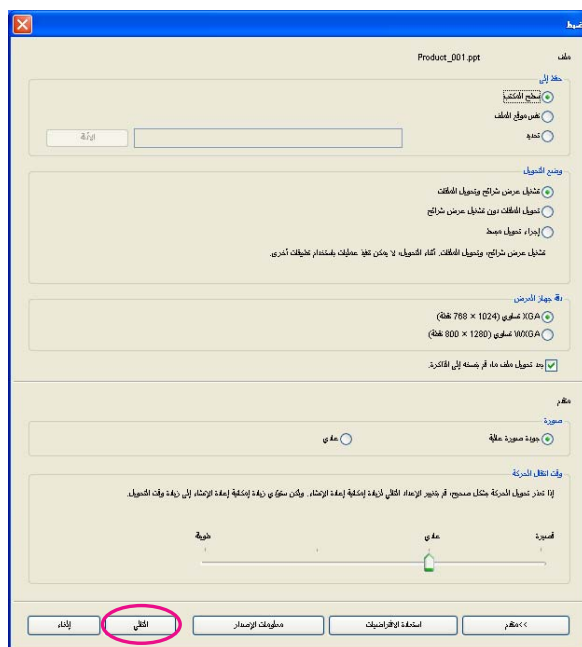 ضبط
ملف Product_001.ppt
حفظ إلى
سطح المكتب
نفس موقع الملف
تحديد
وضع التحويل
تشغيل عرض شرائح وتحويل الملفات
تحويل الملفات دون تشغيل عرض شرائح
إجراء تحويل مبسط
تشغيل عرض شرائح، وتحويل الملفات. أثناء التحويل، لا يمكن تنفيذ عمليات باستخدام تطبيقات أخرى.
دقة جهاز العرض
XGA تساوي (1024 × 768 نقطة)
WXGA تساوي (1280 × 800 نقطة)
بعد تحويل ملف ما، قم بنسخه إلى الذاكرة.
متقدم
صورة
جودة صورة عالية عادي
وقت انتقال الحركة
إذا تعذر تحويل الحركة بشكل صحيح، قم بتغيير الإعداد التالي لزيادة إمكانية إعادة الإنشاء. ولكن ستؤدي زيادة إمكانية إعادة الإنشاء إلى زيادة وقت التحويل.
قصيرة عادي طويلة
>>متقدم استعادة الافتراضيات معلومات الإصدار التالي إلغاء